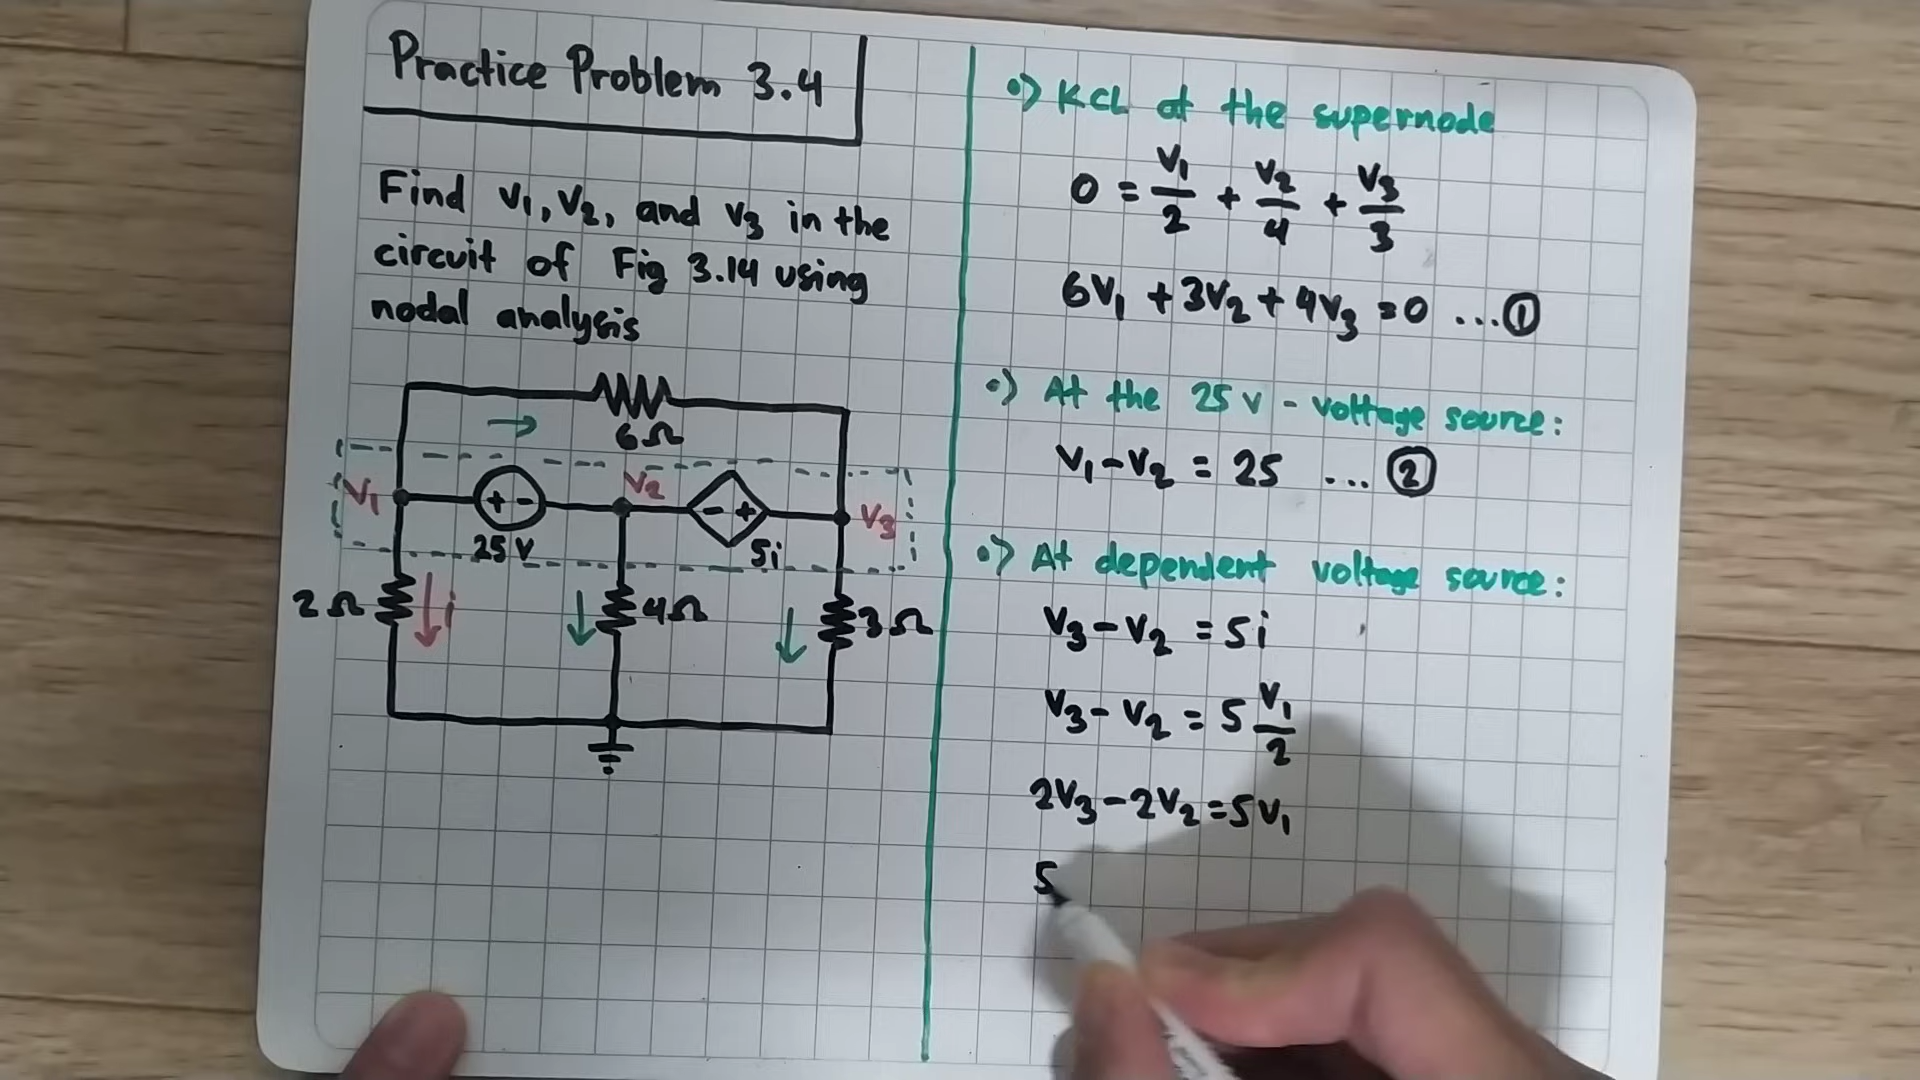 Practice Problem 3.4
Find v₁, v₂, and v₃ in the
circuit of Fig 3.14 using
nodal analysis
6Ω
V₁
+ -
V₂
- +
V₃
25 V
5i
2Ω
i
4Ω
3Ω
•) KCL at the supernode
0 = V₁/2 + V₂/4 + V₃/3
6V₁ + 3V₂ + 4V₃ = 0 ...①
•) At the 25 V - voltage source:
V₁ - V₂ = 25 ... ②
•) At dependent voltage source:
V₃ - V₂ = 5i
V₃ - V₂ = 5 V₁/2
2V₃ - 2V₂ = 5V₁
5